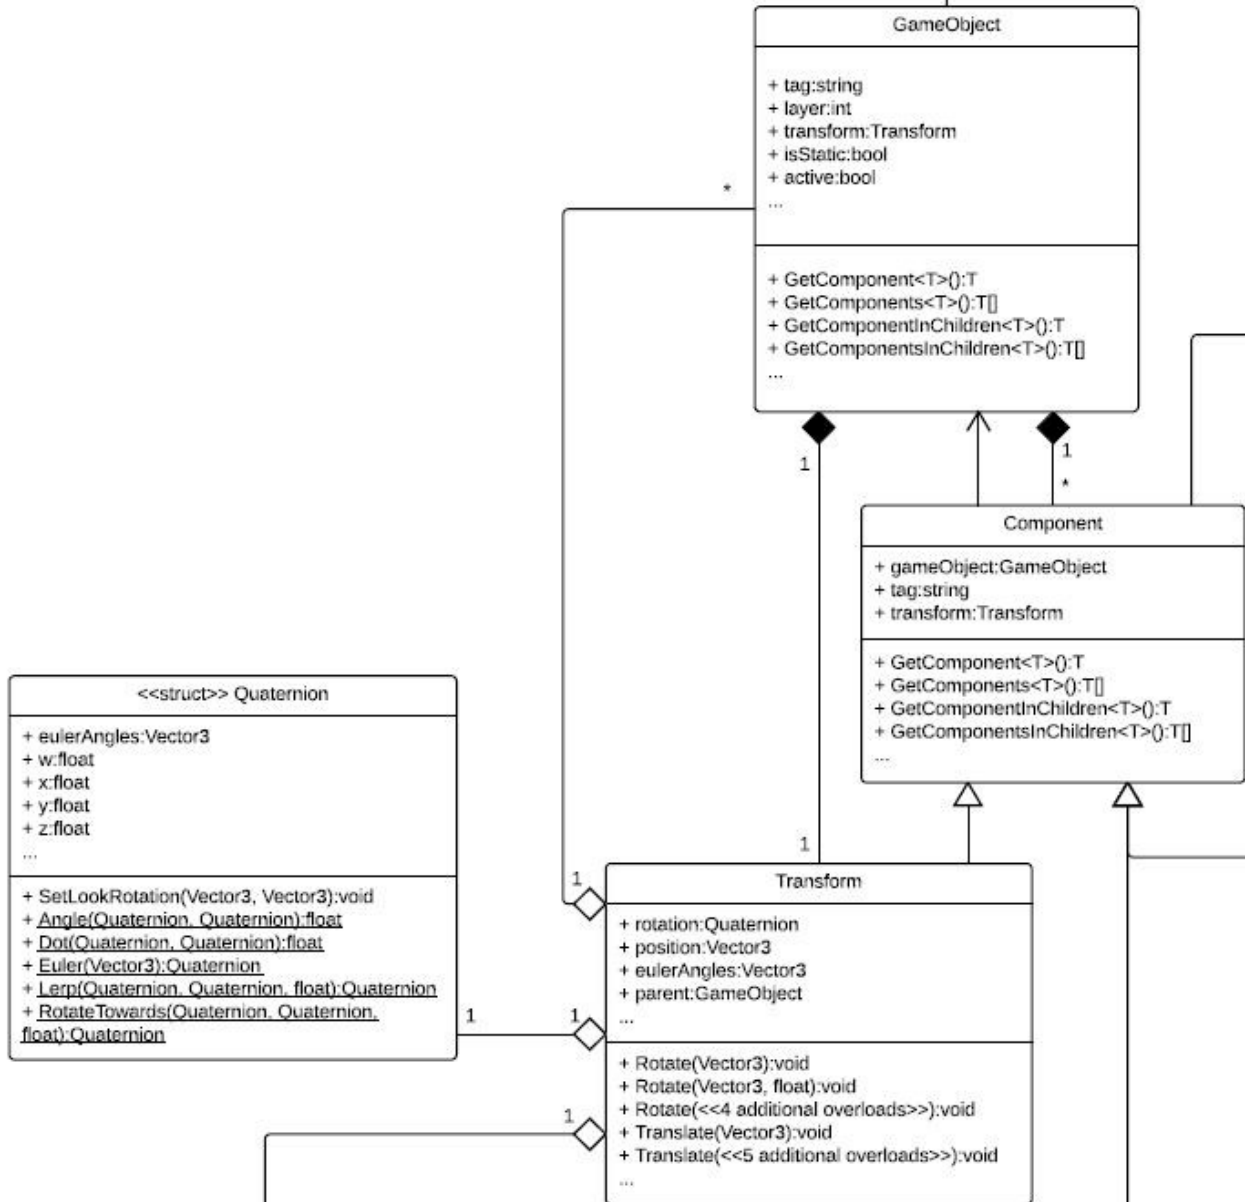 GameObject
+ tag:string
+ layer:int
+ transform:Transform
+ isStatic:bool
+ active:bool
...
*
+ GetComponent<T>():T
+ GetComponents<T>():T[]
+ GetComponentInChildren<T>():T
+ GetComponentsInChildren<T>():T[]
...
1
1
*
Component
+ gameObject:GameObject
+ tag:string
+ transform:Transform
+ GetComponent<T>():T
+ GetComponents<T>():T[]
+ GetComponentInChildren<T>():T
+ GetComponentsInChildren<T>():T[]
...
<<struct>> Quaternion
+ eulerAngles:Vector3
+ w:float
+ x:float
+ y:float
+ z:float
...
+ SetLookRotation(Vector3, Vector3):void
+ Angle(Quaternion, Quaternion):float
+ Dot(Quaternion, Quaternion):float
+ Euler(Vector3):Quaternion
+ Lerp(Quaternion, Quaternion, float):Quaternion
+ RotateTowards(Quaternion, Quaternion,
float):Quaternion
1
1
1
1
1
Transform
+ rotation:Quaternion
+ position:Vector3
+ eulerAngles:Vector3
+ parent:GameObject
...
+ Rotate(Vector3):void
+ Rotate(Vector3, float):void
+ Rotate(<<4 additional overloads>>):void
+ Translate(Vector3):void
+ Translate(<<5 additional overloads>>):void
...